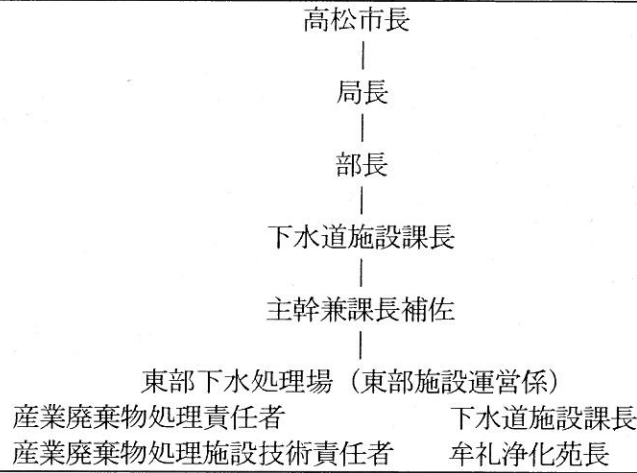 高松市長
局長
部長
下水道施設課長
主幹兼課長補佐
東部下水処理場（東部施設運営係）
産業廃棄物処理責任者　下水道施設課長
産業廃棄物処理施設技術責任者　牟礼浄化苑長